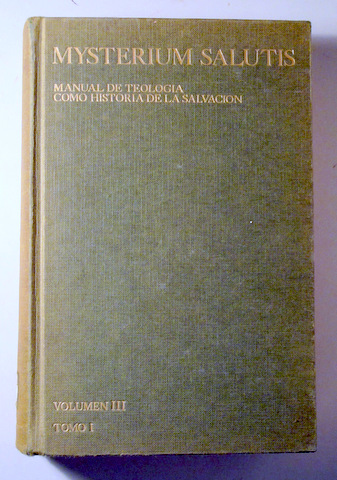 MYSTERIUM SALUTIS
MANUAL DE TEOLOGIA
COMO HISTORIA DE LA SALVACION
VOLUMEN III
TOMO I